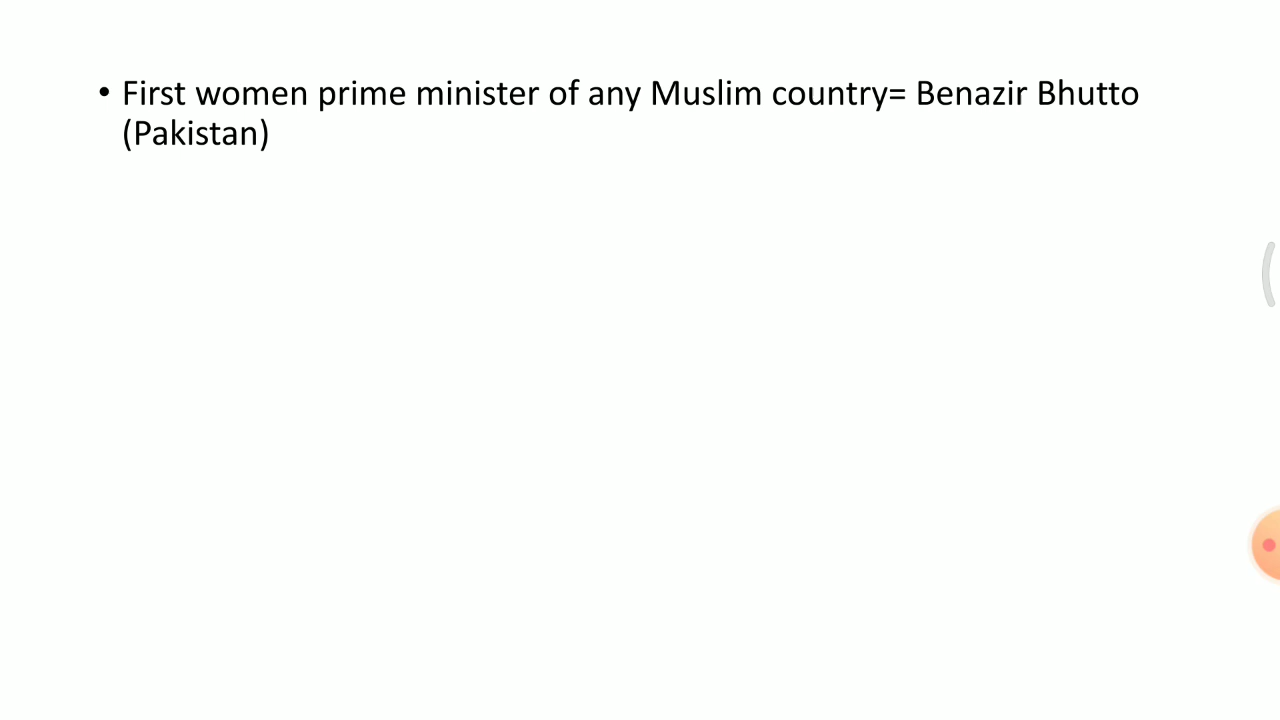 • First women prime minister of any Muslim country= Benazir Bhutto
(Pakistan)